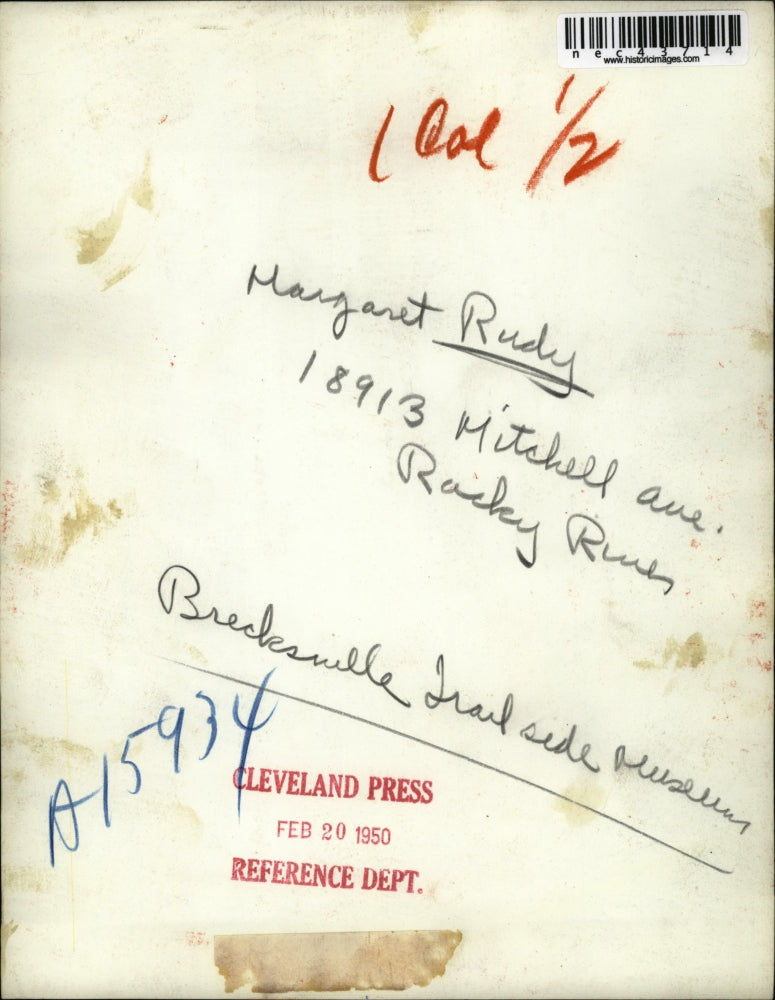 nec43714
www.historicimages.com
1 Col 1/2
Margaret Rudy
18913 Mitchell ave.
Rocky River
Brecksville Trailside Museum
A15934
CLEVELAND PRESS
FEB 20 1950
REFERENCE DEPT.